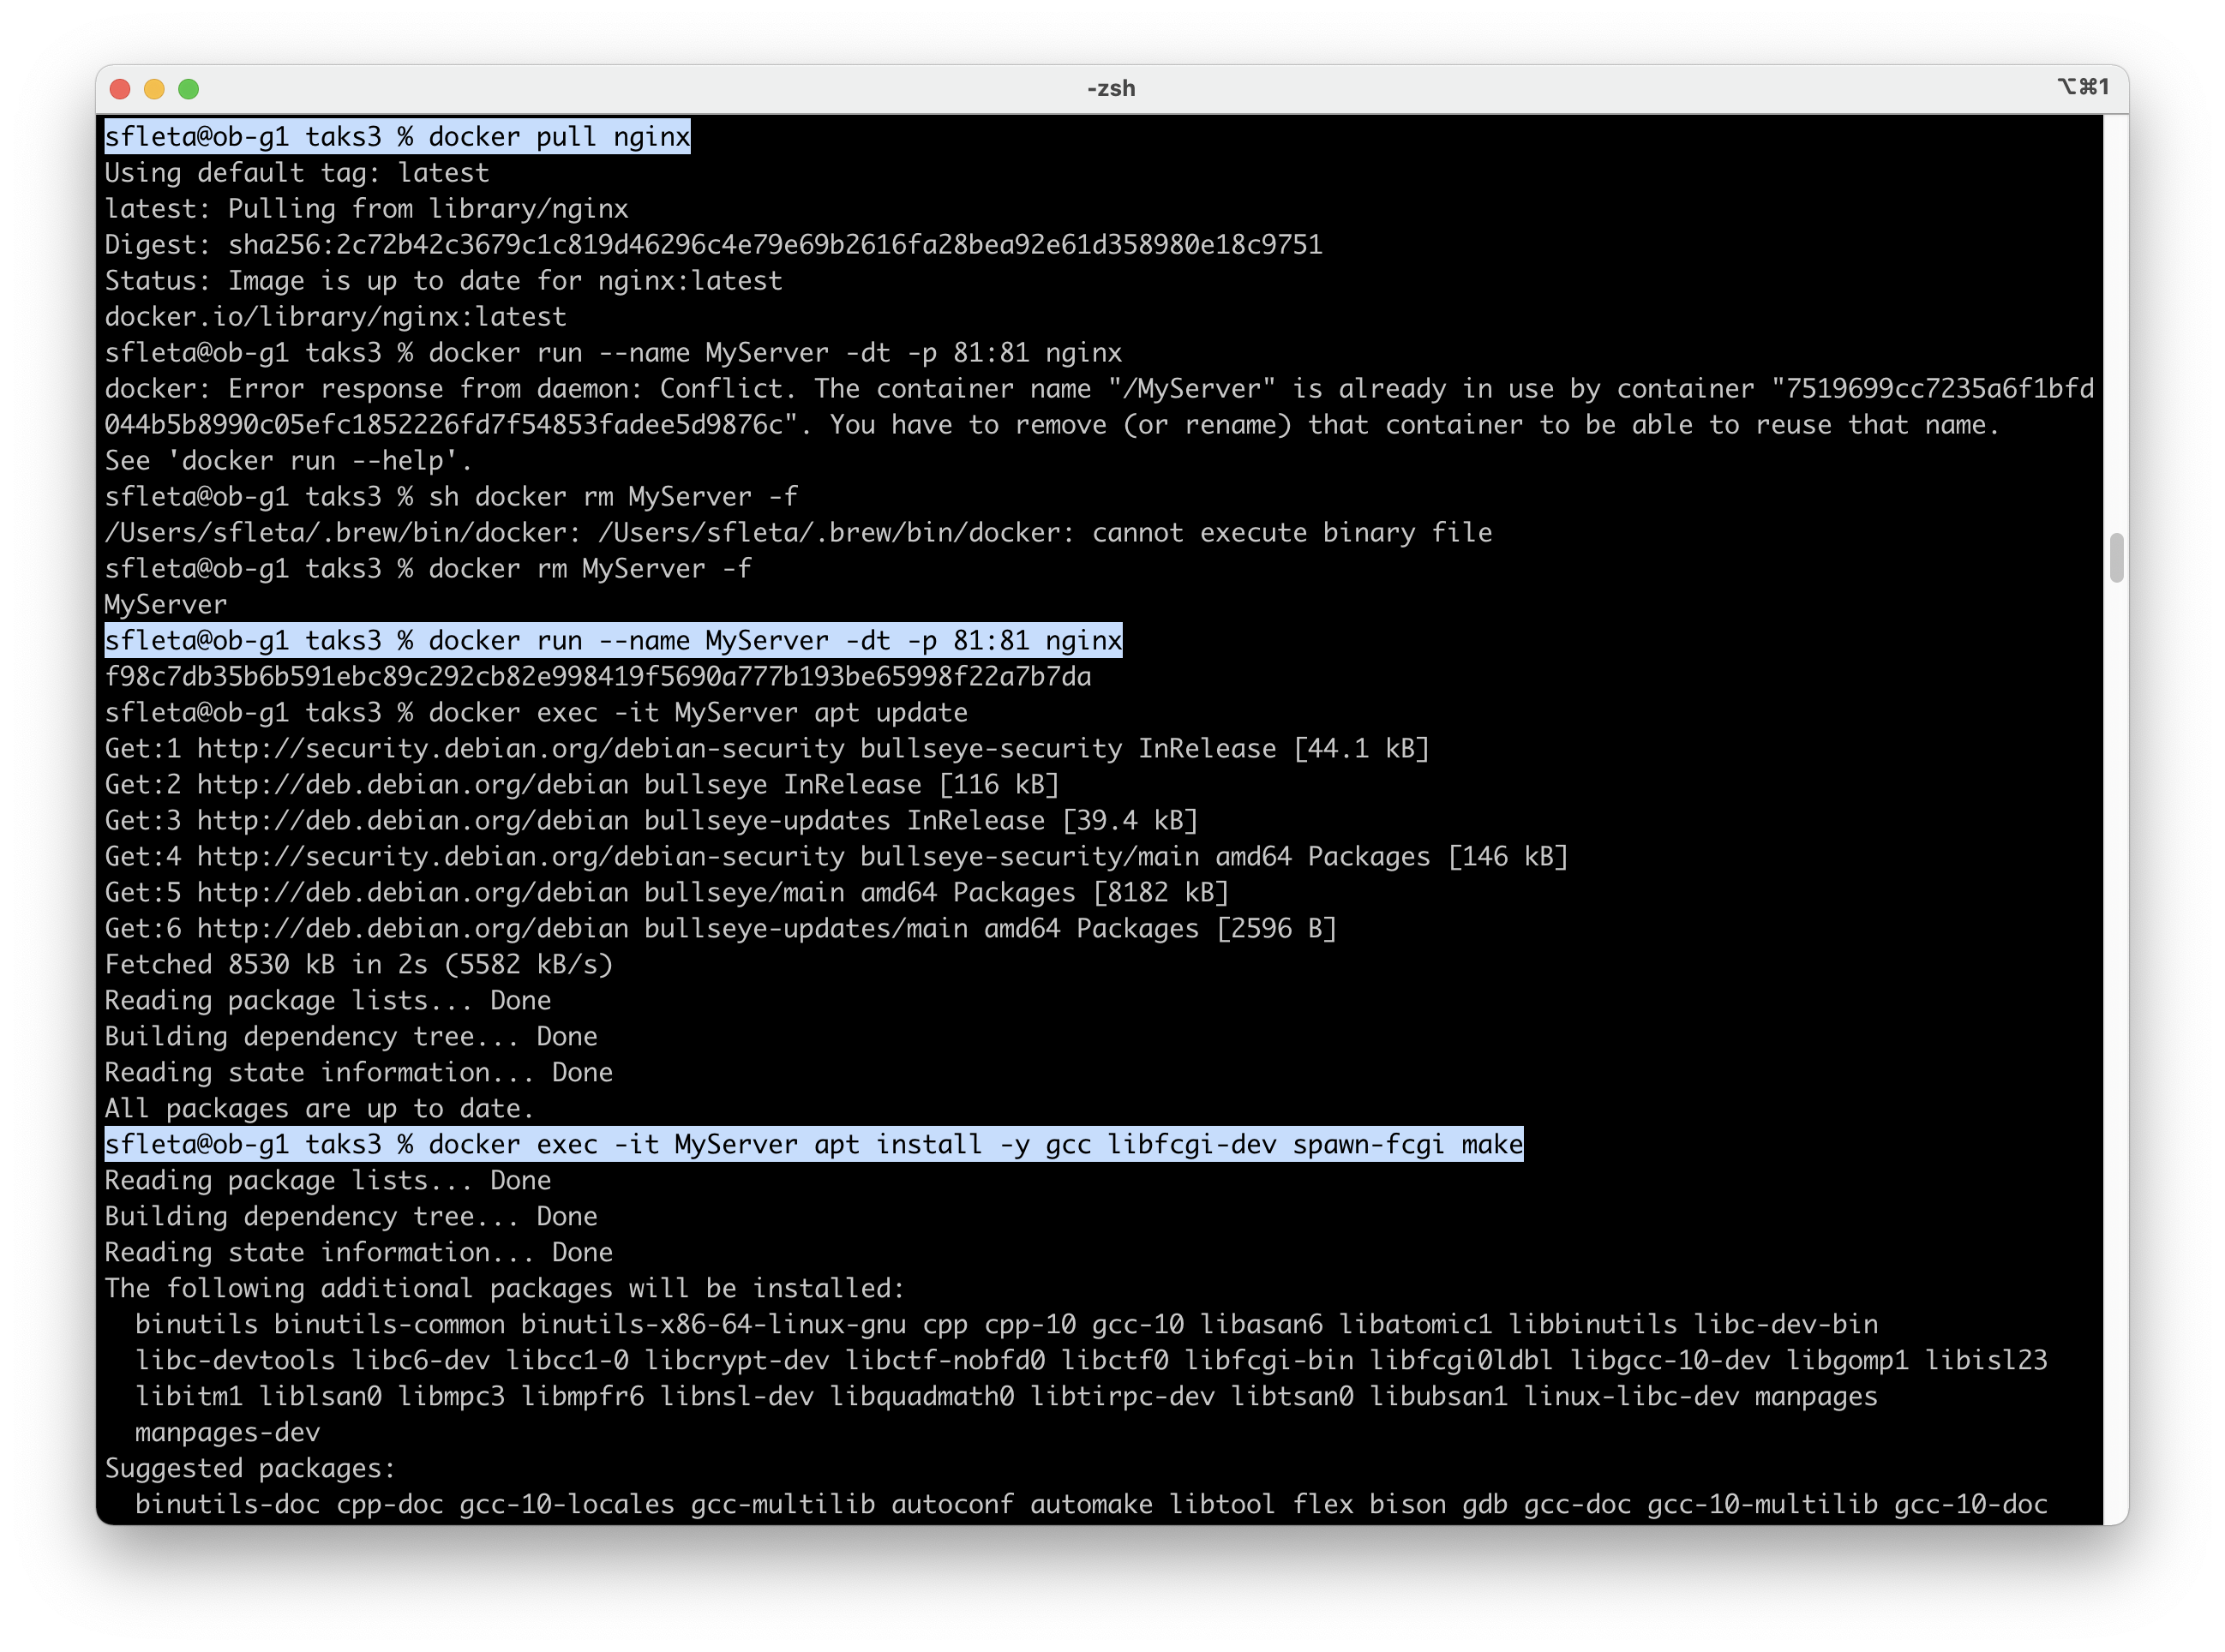 -zsh
⌥⌘1
sfleta@ob-g1 taks3 % docker pull nginx
Using default tag: latest
latest: Pulling from library/nginx
Digest: sha256:2c72b42c3679c1c819d46296c4e79e69b2616fa28bea92e61d358980e18c9751
Status: Image is up to date for nginx:latest
docker.io/library/nginx:latest
sfleta@ob-g1 taks3 % docker run --name MyServer -dt -p 81:81 nginx
docker: Error response from daemon: Conflict. The container name "/MyServer" is already in use by container "7519699cc7235a6f1bfd
044b5b8990c05efc1852226fd7f54853fadee5d9876c". You have to remove (or rename) that container to be able to reuse that name.
See 'docker run --help'.
sfleta@ob-g1 taks3 % sh docker rm MyServer -f
/Users/sfleta/.brew/bin/docker: /Users/sfleta/.brew/bin/docker: cannot execute binary file
sfleta@ob-g1 taks3 % docker rm MyServer -f
MyServer
sfleta@ob-g1 taks3 % docker run --name MyServer -dt -p 81:81 nginx
f98c7db35b6b591ebc89c292cb82e998419f5690a777b193be65998f22a7b7da
sfleta@ob-g1 taks3 % docker exec -it MyServer apt update
Get:1 http://security.debian.org/debian-security bullseye-security InRelease [44.1 kB]
Get:2 http://deb.debian.org/debian bullseye InRelease [116 kB]
Get:3 http://deb.debian.org/debian bullseye-updates InRelease [39.4 kB]
Get:4 http://security.debian.org/debian-security bullseye-security/main amd64 Packages [146 kB]
Get:5 http://deb.debian.org/debian bullseye/main amd64 Packages [8182 kB]
Get:6 http://deb.debian.org/debian bullseye-updates/main amd64 Packages [2596 B]
Fetched 8530 kB in 2s (5582 kB/s)
Reading package lists... Done
Building dependency tree... Done
Reading state information... Done
All packages are up to date.
sfleta@ob-g1 taks3 % docker exec -it MyServer apt install -y gcc libfcgi-dev spawn-fcgi make
Reading package lists... Done
Building dependency tree... Done
Reading state information... Done
The following additional packages will be installed:
  binutils binutils-common binutils-x86-64-linux-gnu cpp cpp-10 gcc-10 libasan6 libatomic1 libbinutils libc-dev-bin
  libc-devtools libc6-dev libcc1-0 libcrypt-dev libctf-nobfd0 libctf0 libfcgi-bin libfcgi0ldbl libgcc-10-dev libgomp1 libisl23
  libitm1 liblsan0 libmpc3 libmpfr6 libnsl-dev libquadmath0 libtirpc-dev libtsan0 libubsan1 linux-libc-dev manpages
  manpages-dev
Suggested packages:
  binutils-doc cpp-doc gcc-10-locales gcc-multilib autoconf automake libtool flex bison gdb gcc-doc gcc-10-multilib gcc-10-doc